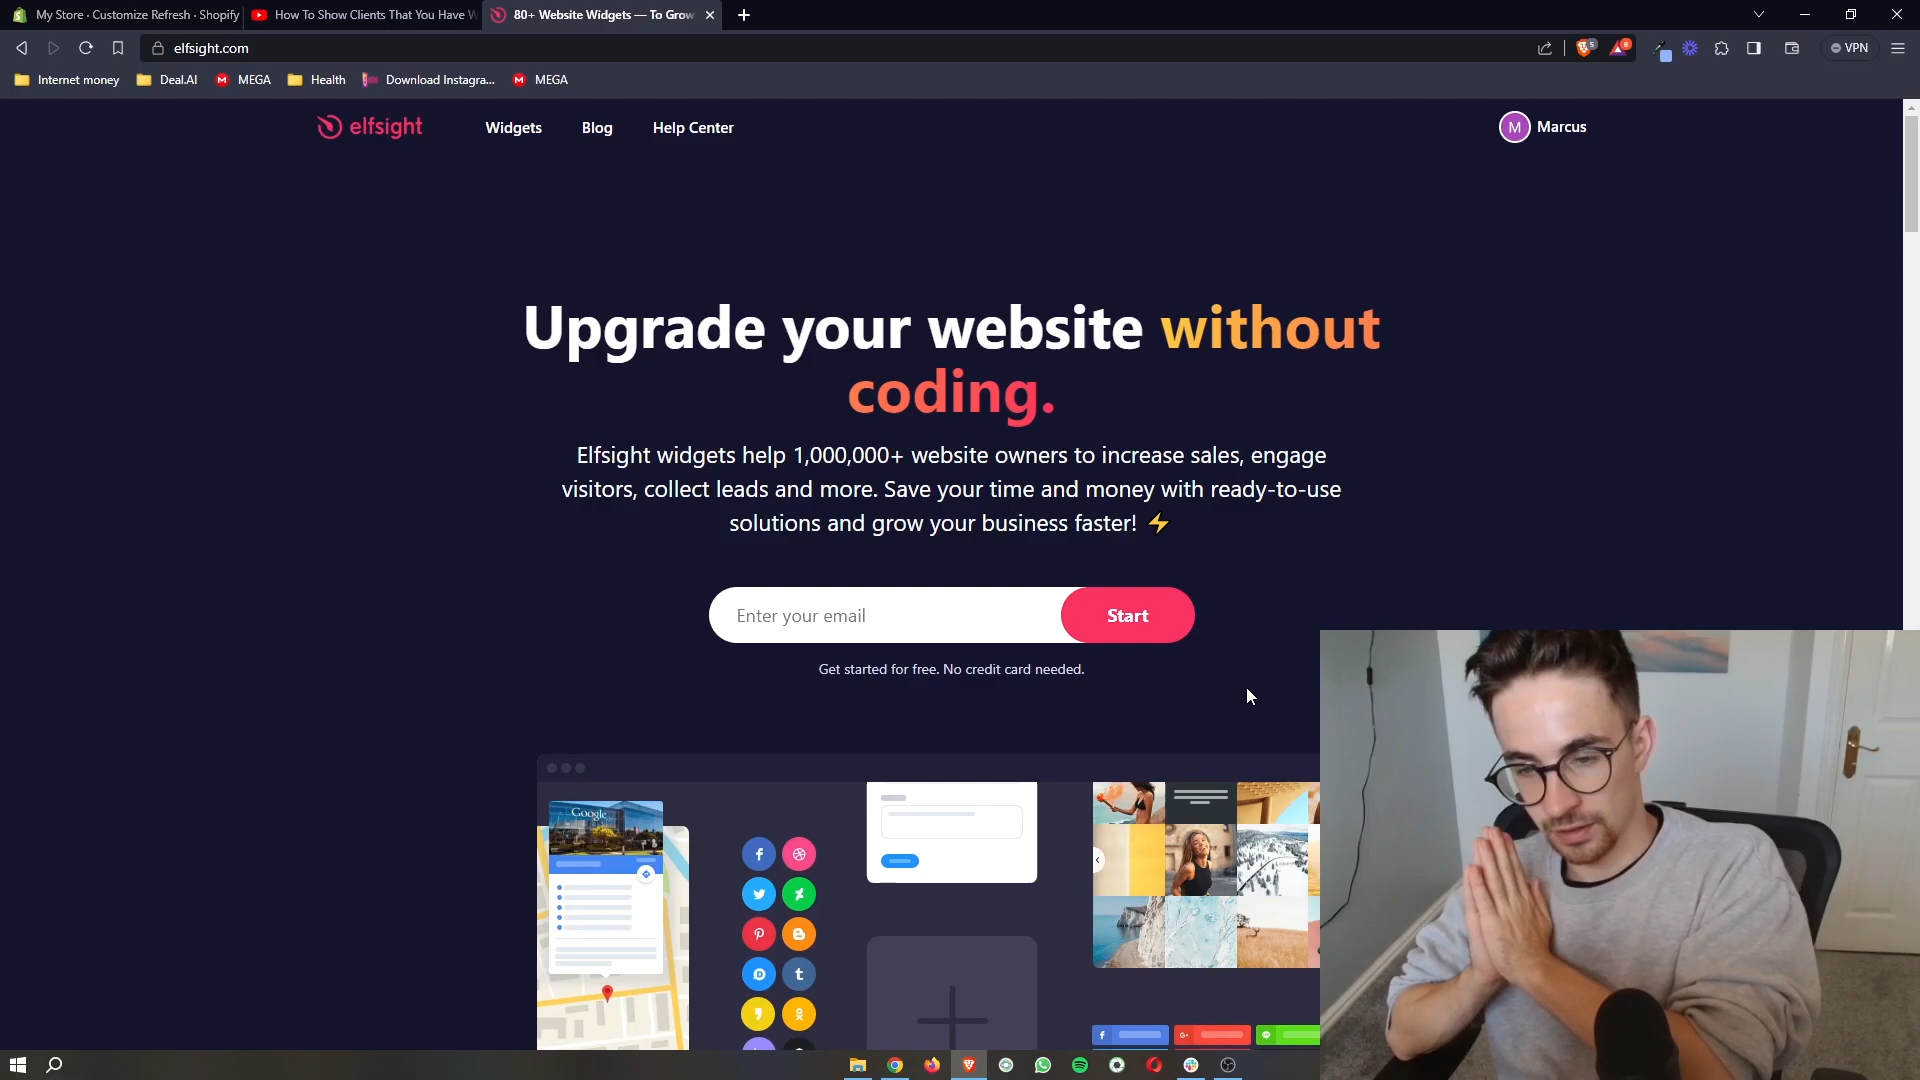 My Store · Customize Refresh · Shopify
How To Show Clients That You Have W
80+ Website Widgets — To Grow
elfsight.com
VPN
Internet money
Deal.AI
MEGA
Health
Download Instagra...
MEGA
elfsight
Widgets
Blog
Help Center
M
Marcus
Upgrade your website without
coding.
Elfsight widgets help 1,000,000+ website owners to increase sales, engage
visitors, collect leads and more. Save your time and money with ready-to-use
solutions and grow your business faster! ⚡
Enter your email
Start
Get started for free. No credit card needed.
Google